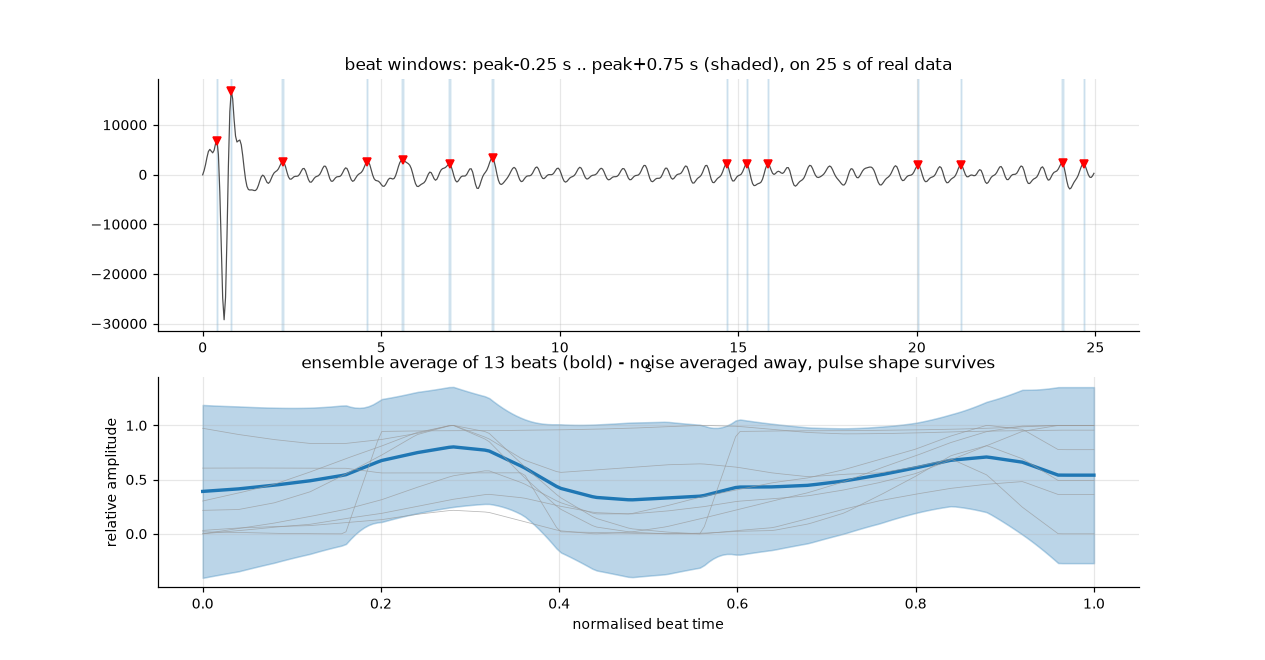 beat windows: peak-0.25 s .. peak+0.75 s (shaded), on 25 s of real data
10000
0
−10000
−20000
−30000
0 5 10 15 20 25
s
ensemble average of 13 beats (bold) - noise averaged away, pulse shape survives
relative amplitude
1.0
0.5
0.0
0.0 0.2 0.4 0.6 0.8 1.0
normalised beat time